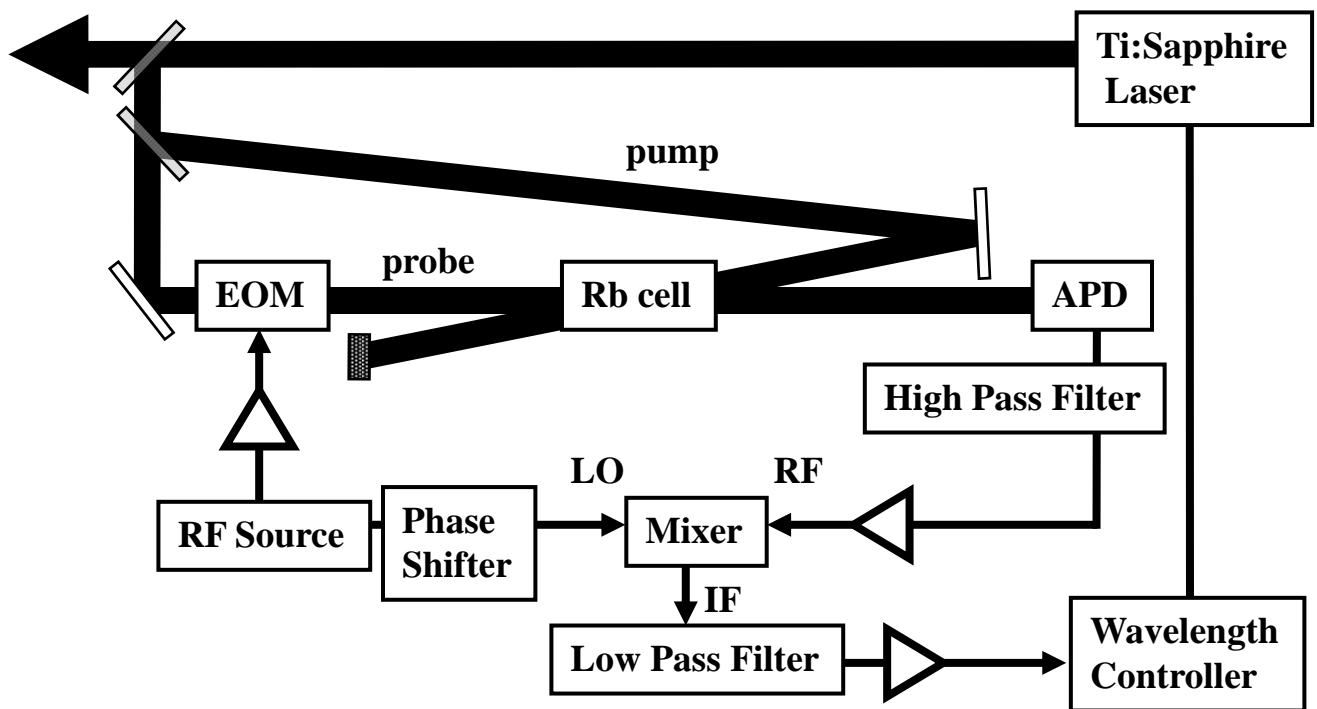 Ti:Sapphire
Laser
pump
probe
EOM
Rb cell
APD
High Pass Filter
LO
RF
RF Source
Phase
Shifter
Mixer
IF
Low Pass Filter
Wavelength
Controller